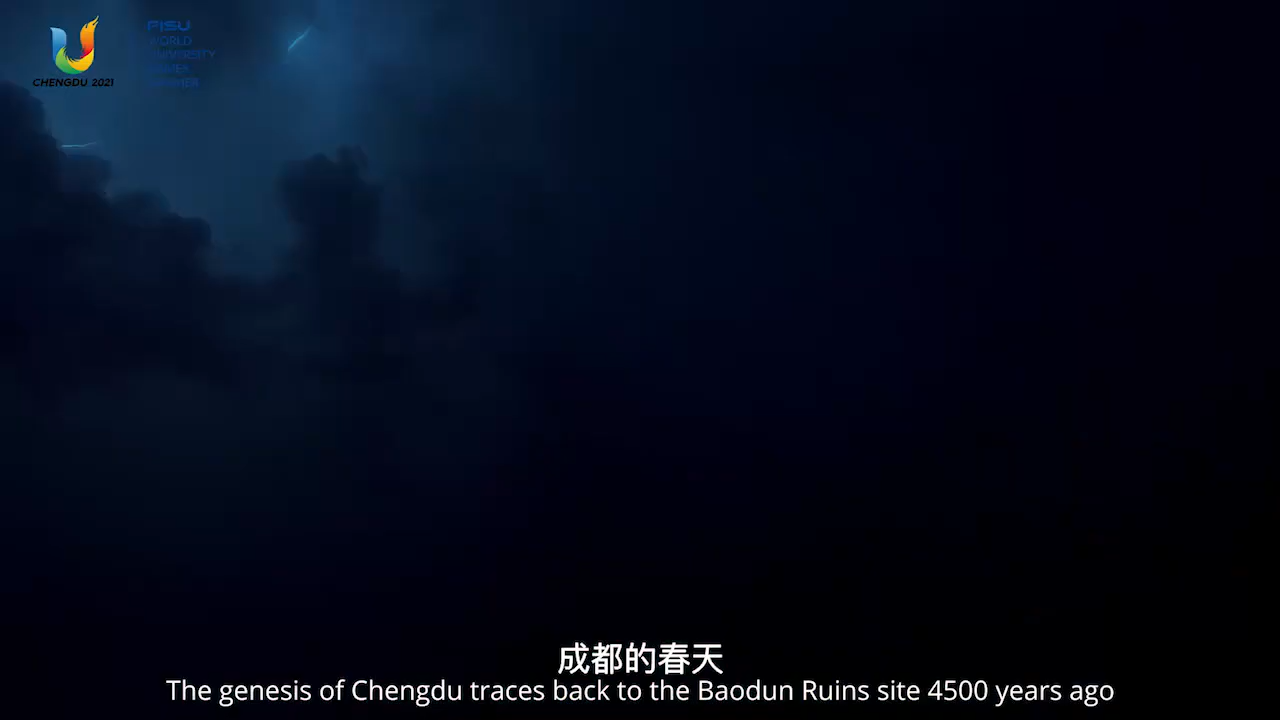 FISU
WORLD
UNIVERSITY
GAMES
SUMMER
CHENGDU 2021
成都的春天
The genesis of Chengdu traces back to the Baodun Ruins site 4500 years ago